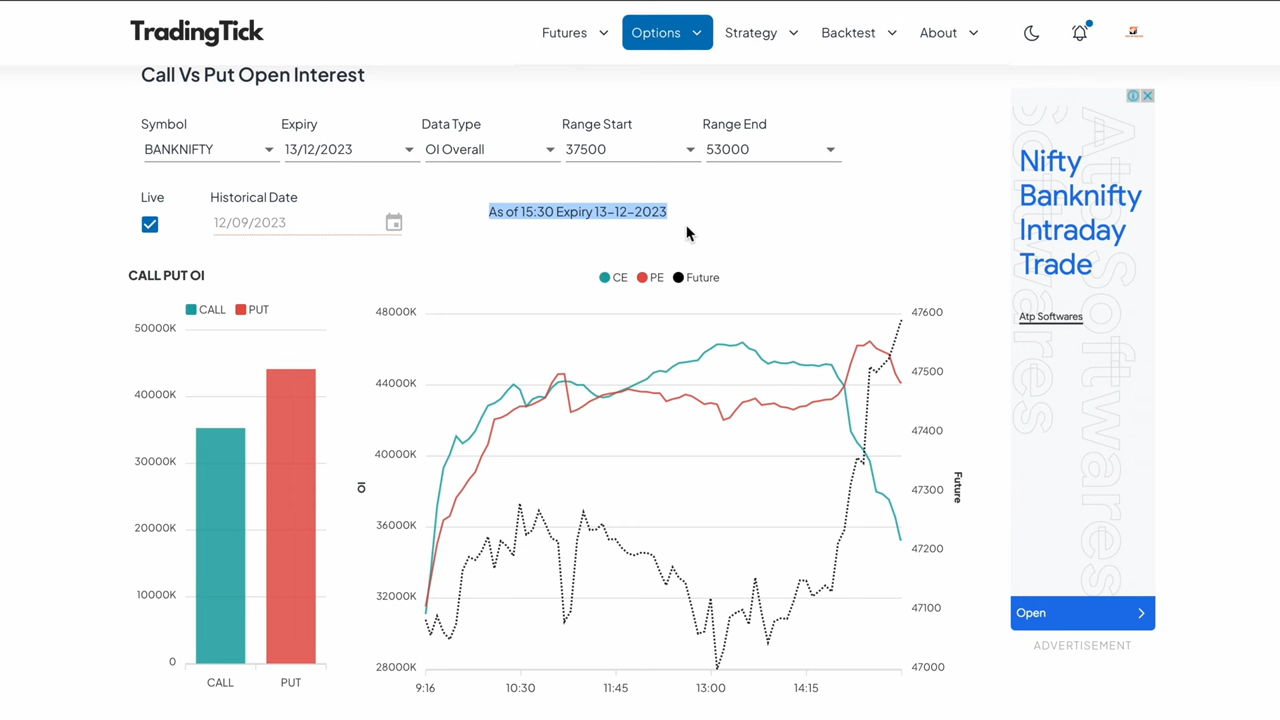 TradingTick
Futures Options Strategy Backtest About
Call Vs Put Open Interest
Symbol Expiry Data Type Range Start Range End
BANKNIFTY 13/12/2023 OI Overall 37500 53000
Live Historical Date
12/09/2023
As of 15:30 Expiry 13-12-2023
CALL PUT OI
CALL PUT
50000K
40000K
30000K
20000K
10000K
0
CALL PUT
CE PE Future
48000K
44000K
40000K
36000K
32000K
28000K
OI
47600
47500
47400
47300
47200
47100
47000
Future
9:16 10:30 11:45 13:00 14:15
Nifty
Banknifty
Intraday
Trade
Atp Softwares
Atp Softwares
Softwares
Open
ADVERTISEMENT